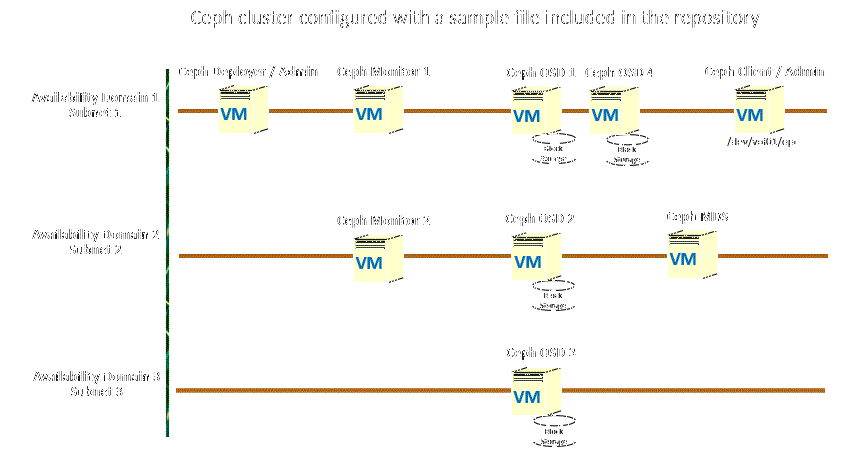 Ceph cluster configured with a sample file included in the repository
Ceph Deployer / Admin
Ceph Monitor 1
Ceph OSD 1
Ceph OSD 4
Ceph Client / Admin
Availability Domain 1
Subnet 1
VM
VM
VM
VM
VM
Block
Storage
Block
Storage
Ceph Monitor 2
Ceph OSD 2
Ceph MDS
Availability Domain 2
Subnet 2
VM
VM
VM
Block
Storage
Ceph OSD 3
Availability Domain 3
Subnet 3
VM
Block
Storage